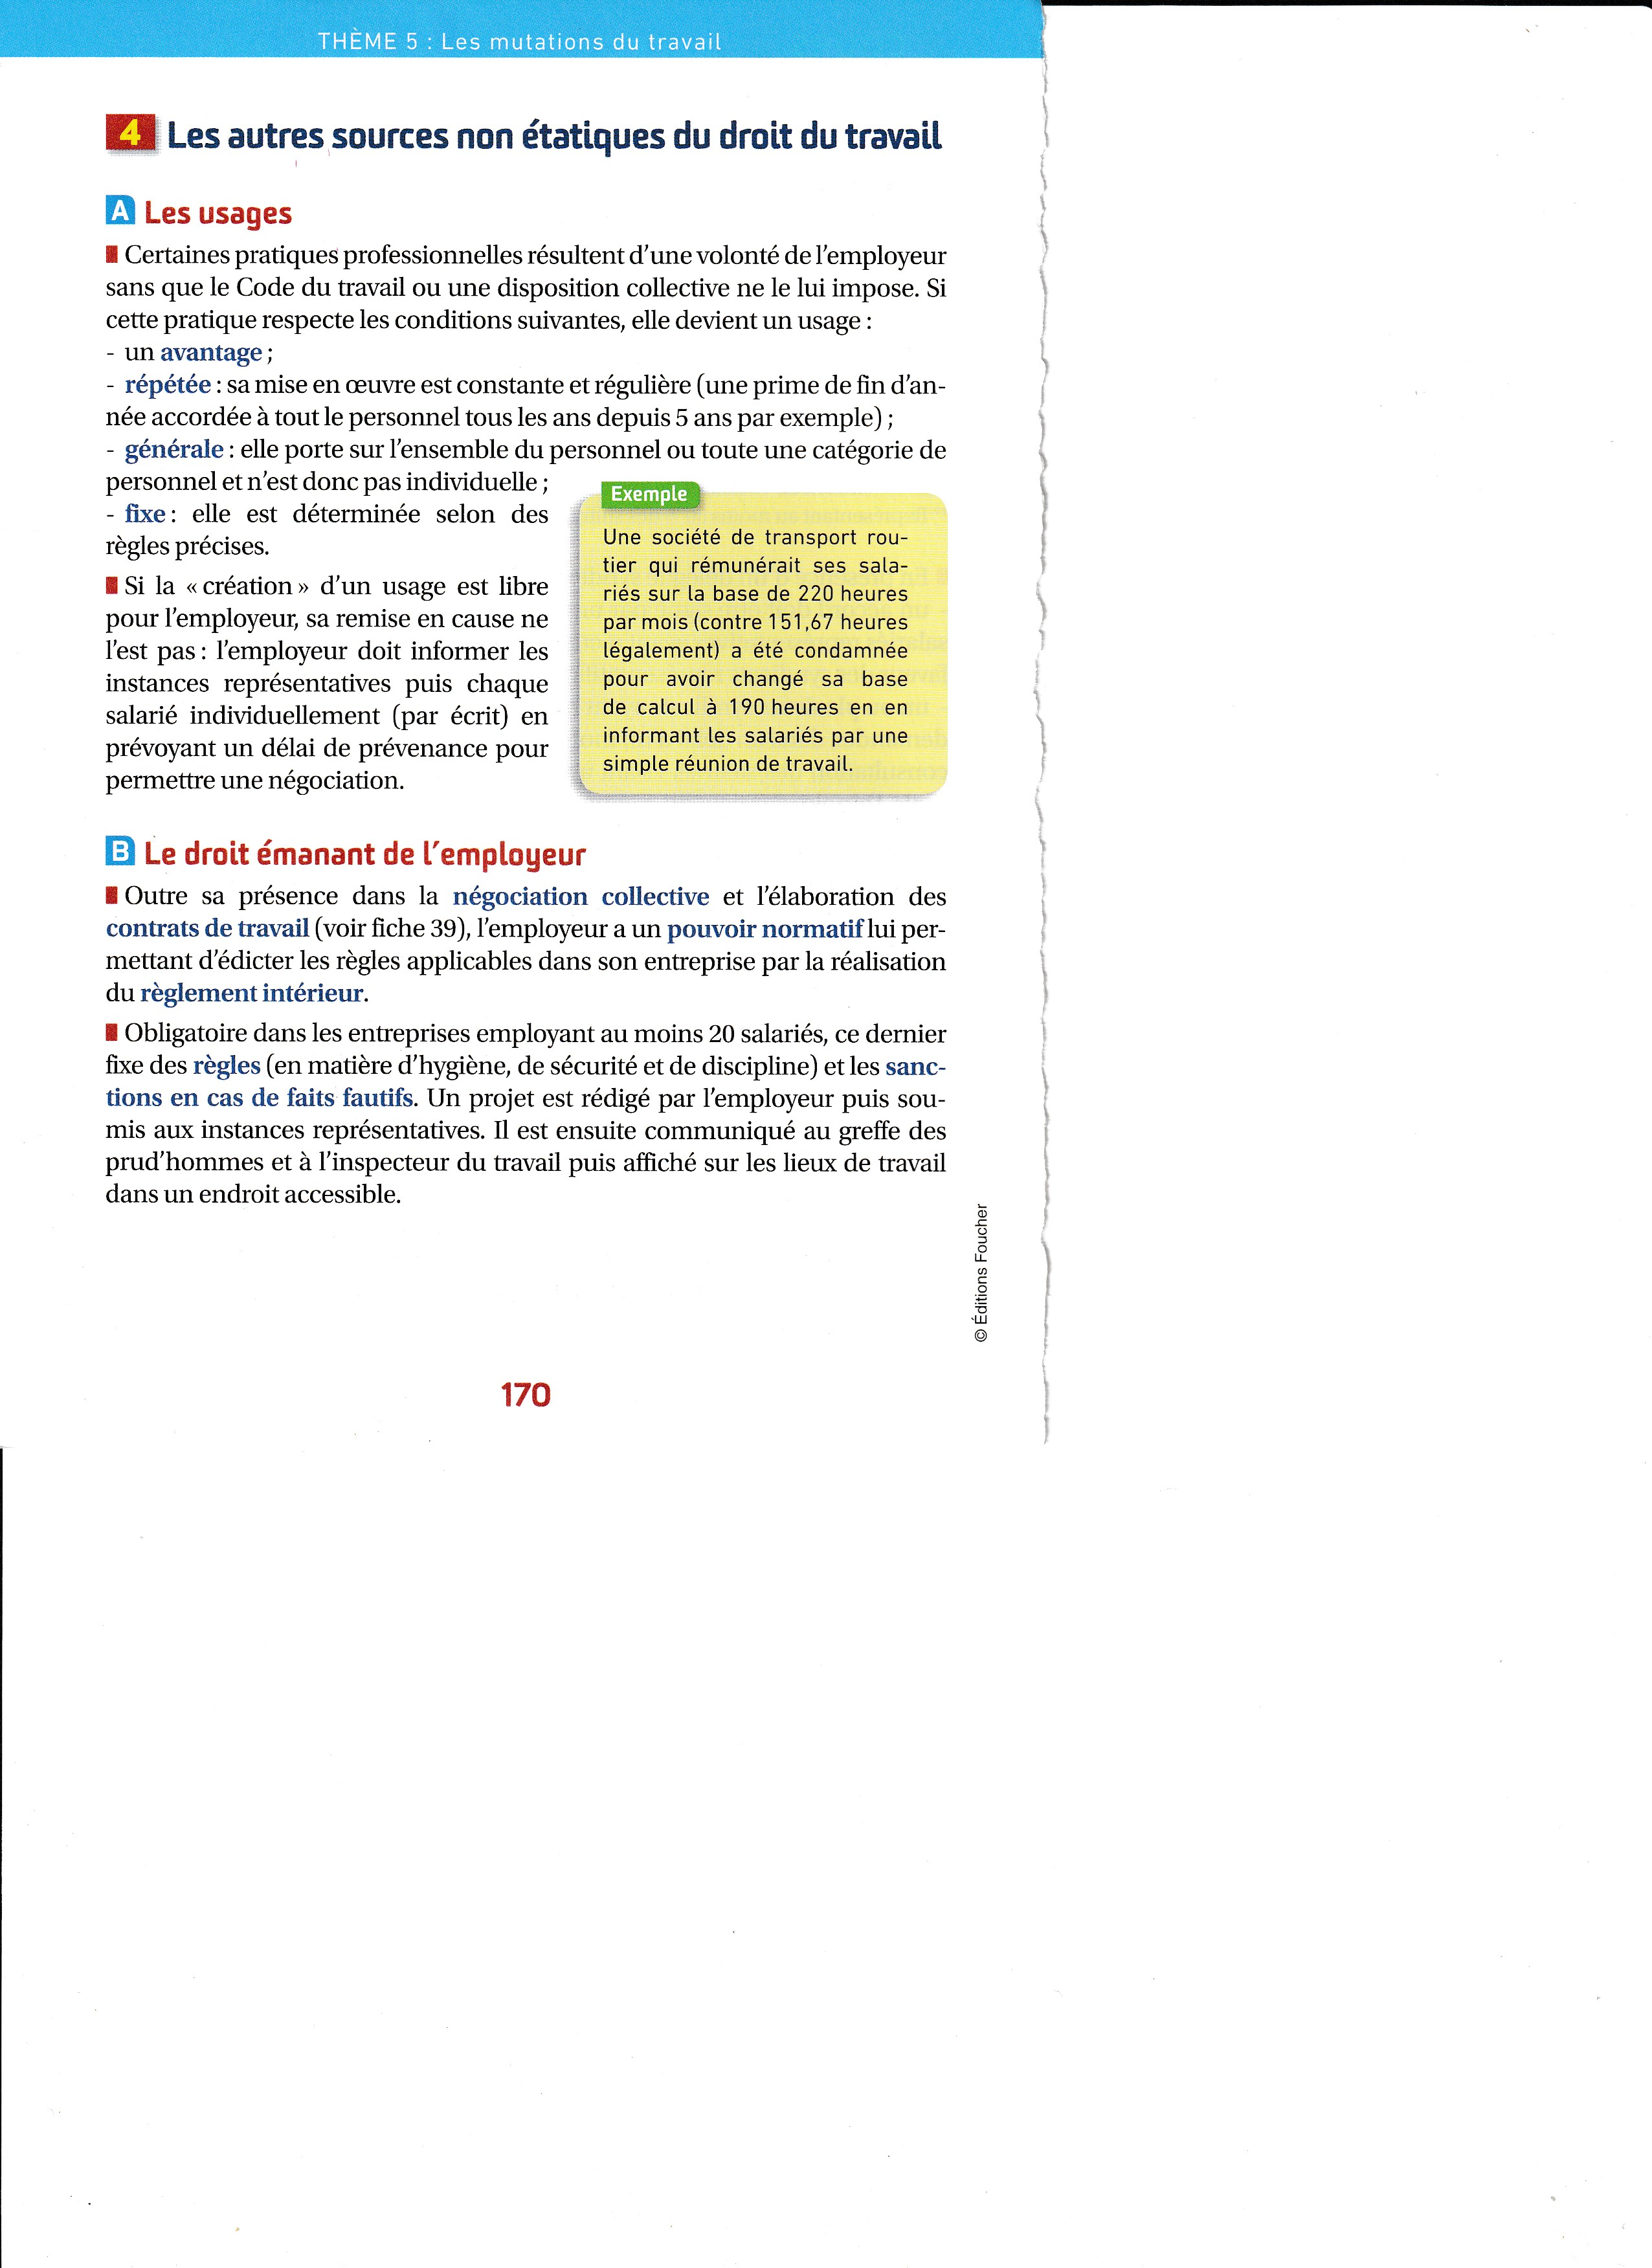 THÈME 5 : Les mutations du travail
4 Les autres sources non étatiques du droit du travail
A Les usages
Certaines pratiques professionnelles résultent d'une volonté de l'employeur
sans que le Code du travail ou une disposition collective ne le lui impose. Si
cette pratique respecte les conditions suivantes, elle devient un usage :
- un avantage ;
- répétée : sa mise en œuvre est constante et régulière (une prime de fin d'an-
née accordée à tout le personnel tous les ans depuis 5 ans par exemple) ;
- générale : elle porte sur l'ensemble du personnel ou toute une catégorie de
personnel et n'est donc pas individuelle ;
- fixe : elle est déterminée selon des
règles précises.
Si la « création » d'un usage est libre
pour l'employeur, sa remise en cause ne
l'est pas : l'employeur doit informer les
instances représentatives puis chaque
salarié individuellement (par écrit) en
prévoyant un délai de prévenance pour
permettre une négociation.
Exemple
Une société de transport rou-
tier qui rémunérait ses sala-
riés sur la base de 220 heures
par mois (contre 151,67 heures
légalement) a été condamnée
pour avoir changé sa base
de calcul à 190 heures en en
informant les salariés par une
simple réunion de travail.
B Le droit émanant de l'employeur
Outre sa présence dans la négociation collective et l'élaboration des
contrats de travail (voir fiche 39), l'employeur a un pouvoir normatif lui per-
mettant d'édicter les règles applicables dans son entreprise par la réalisation
du règlement intérieur.
Obligatoire dans les entreprises employant au moins 20 salariés, ce dernier
fixe des règles (en matière d'hygiène, de sécurité et de discipline) et les sanc-
tions en cas de faits fautifs. Un projet est rédigé par l'employeur puis sou-
mis aux instances représentatives. Il est ensuite communiqué au greffe des
prud'hommes et à l'inspecteur du travail puis affiché sur les lieux de travail
dans un endroit accessible.
© Éditions Foucher
170